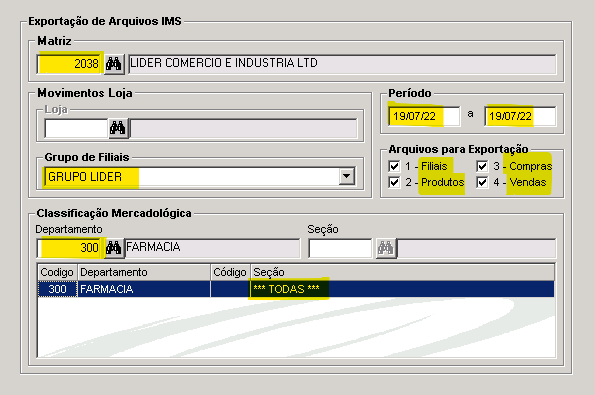 Exportação de Arquivos IMS
Matriz
2038 LIDER COMERCIO E INDUSTRIA LTD
Movimentos Loja
Loja
Grupo de Filiais
GRUPO LIDER
Período
19/07/22 a 19/07/22
Arquivos para Exportação
1 - Filiais 3 - Compras
2 - Produtos 4 - Vendas
Classificação Mercadológica
Departamento Seção
300 FARMACIA
Codigo Departamento Código Seção
300 FARMACIA *** TODAS ***